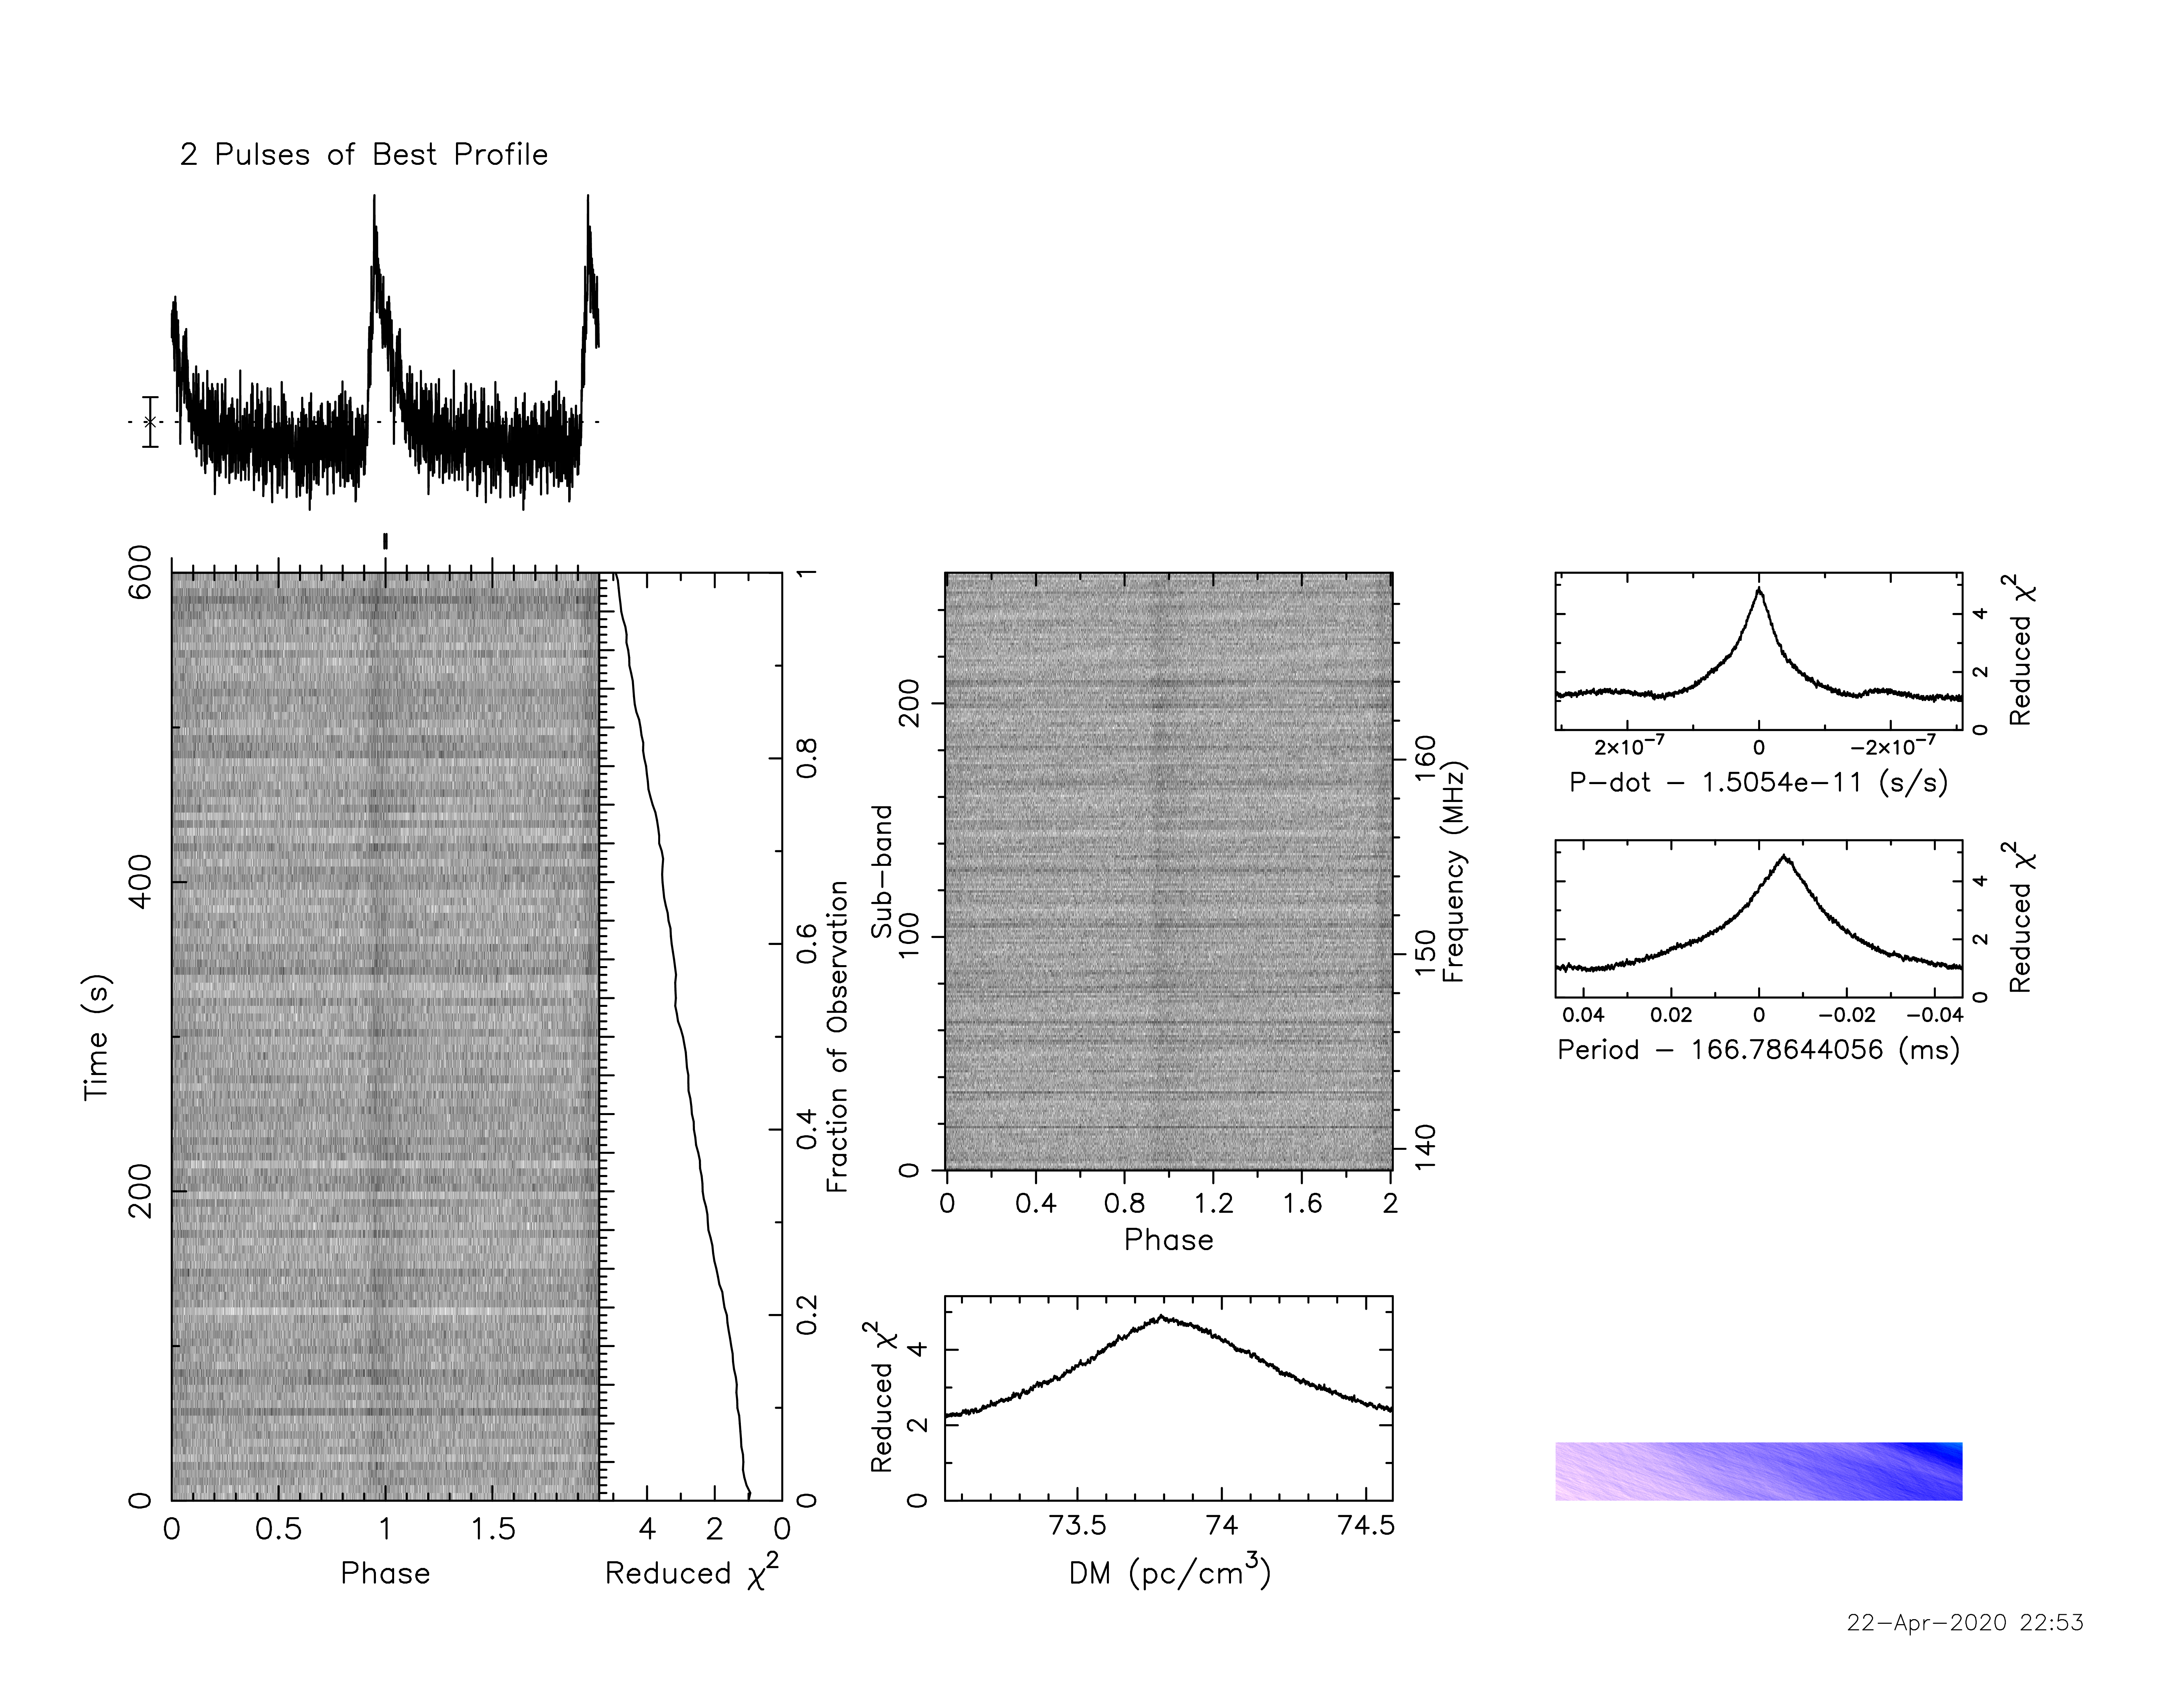 2 Pulses of Best Profile
600
400
200
0
Time (s)
0 0.5 1 1.5
Phase
4 2 0
Reduced χ²
1
0.8
0.6
0.4
0.2
0
Fraction of Observation
200
100
0
Sub-band
160
150
140
Frequency (MHz)
0 0.4 0.8 1.2 1.6 2
Phase
4
2
0
Reduced χ²
73.5 74 74.5
DM (pc/cm³)
4
2
0
Reduced χ²
2×10⁻⁷ 0 -2×10⁻⁷
P-dot - 1.5054e-11 (s/s)
4
2
0
Reduced χ²
0.04 0.02 0 -0.02 -0.04
Period - 166.78644056 (ms)
22-Apr-2020 22:53